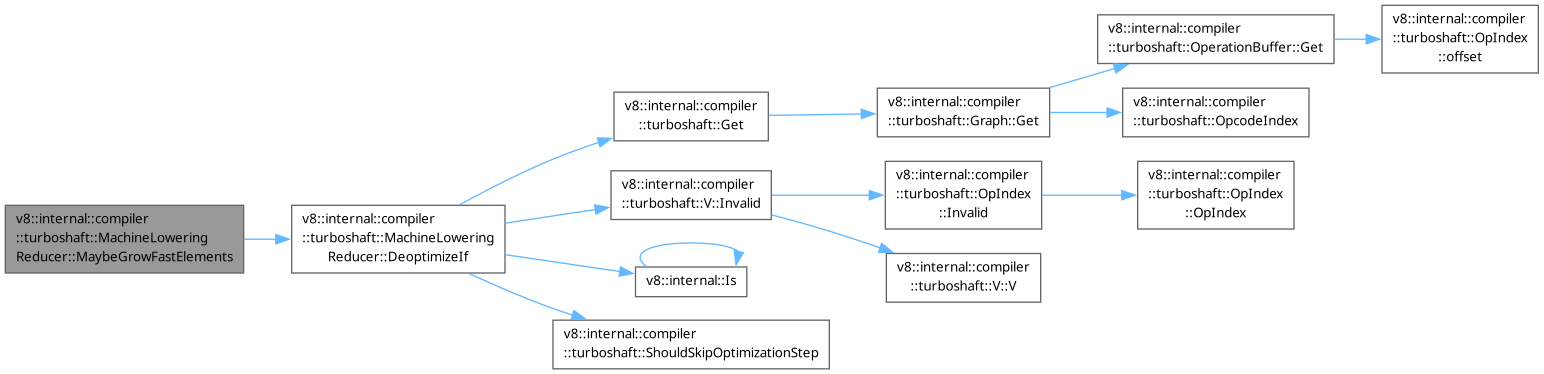 v8::internal::compiler
::turboshaft::MachineLowering
Reducer::MaybeGrowFastElements
v8::internal::compiler
::turboshaft::MachineLowering
Reducer::DeoptimizeIf
v8::internal::compiler
::turboshaft::Get
v8::internal::compiler
::turboshaft::Graph::Get
v8::internal::compiler
::turboshaft::OperationBuffer::Get
v8::internal::compiler
::turboshaft::OpIndex
::offset
v8::internal::compiler
::turboshaft::OpcodeIndex
v8::internal::compiler
::turboshaft::V::Invalid
v8::internal::compiler
::turboshaft::OpIndex
::Invalid
v8::internal::compiler
::turboshaft::OpIndex
::OpIndex
v8::internal::compiler
::turboshaft::V::V
v8::internal::Is
v8::internal::compiler
::turboshaft::ShouldSkipOptimizationStep